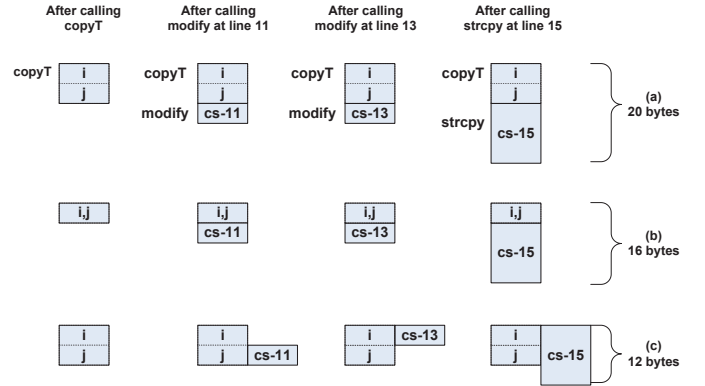 After calling copyT
After calling modify at line 11
After calling modify at line 13
After calling strcpy at line 15
copyT
i
j
copyT
i
j
modify
cs-11
copyT
i
j
modify
cs-13
copyT
i
j
strcpy
cs-15
(a)
20 bytes
i,j
i,j
cs-11
i,j
cs-13
i,j
cs-15
(b)
16 bytes
i
j
i
j
cs-11
i
cs-13
j
i
j
cs-15
(c)
12 bytes